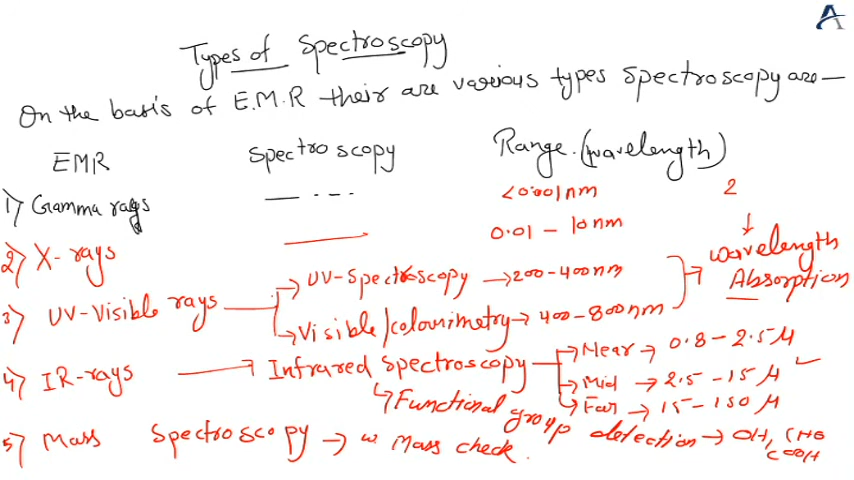 Types of Spectroscopy
On the basis of E.M.R their are various types spectroscopy are—
EMR Spectroscopy Range. (wavelength)
1) Gamma rays — - - - <0.001nm 2
2) X-rays — 0.01 – 10nm wavelength
Absorption
3) UV-Visible rays UV-Spectroscopy → 200-400nm
Visible/colourimetry → 400-800nm
4) IR-rays → Infrared spectroscopy Near → 0.8 – 2.5 μ
Mid → 2.5 – 15 μ ✓
Far → 15 – 150 μ
↳ Functional group detection → OH, CHO
COOH
5) Mass Spectroscopy → Mass check.